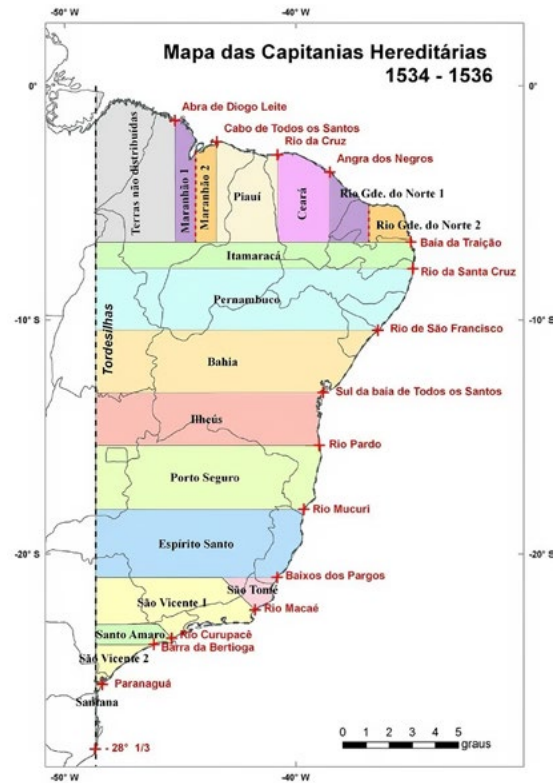 -50° W
-40° W
Mapa das Capitanias Hereditárias
1534 - 1536
0°
Abra de Diogo Leite
Cabo de Todos os Santos
Rio da Cruz
Angra dos Negros
Terras não distribuídas
Maranhão 1
Maranhão 2
Piauí
Ceará
Rio Gde. do Norte 1
Rio Gde. do Norte 2
Baía da Traição
Itamaracá
Rio da Santa Cruz
Pernambuco
-10° S
Rio de São Francisco
Tordesilhas
Bahia
Sul da baia de Todos os Santos
Ilheús
Rio Pardo
Porto Seguro
Rio Mucuri
Espírito Santo
-20° S
Baixos dos Pargos
São Tomé
São Vicente 1
Rio Macaé
Santo Amaro
Rio Curupacê
Barra da Bertioga
São Vicente 2
Paranaguá
Santana
- 28° 1/3
0 1 2 3 4 5
graus
-50° W
-40° W